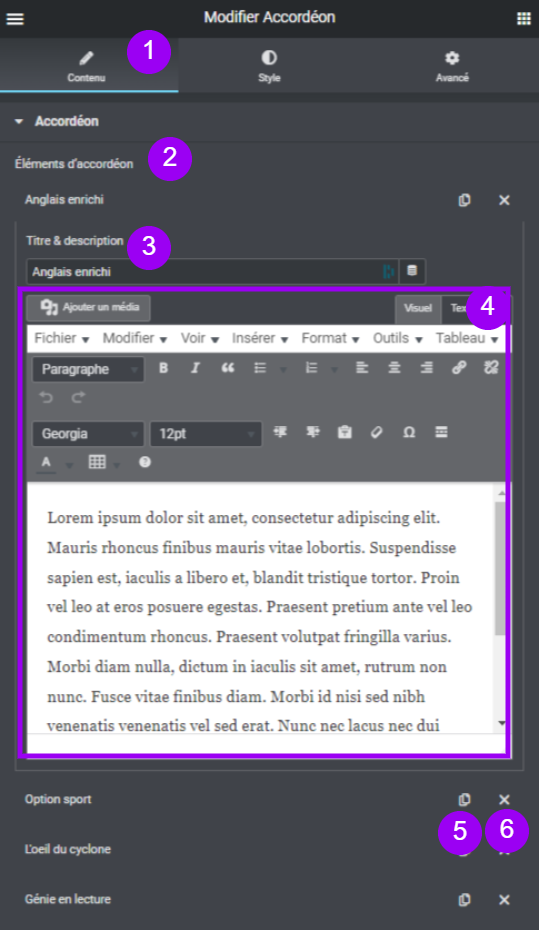 Modifier Accordéon
1
Contenu
Style
Avancé
Accordéon
Éléments d'accordéon
2
Anglais enrichi
Titre & description
3
Anglais enrichi
Ajouter un média
Visuel
4
Fichier Modifier Voir Insérer Format Outils Tableau
Paragraphe B I
Georgia 12pt Ω
A ?
Lorem ipsum dolor sit amet, consectetur adipiscing elit.
Mauris rhoncus finibus mauris vitae lobortis. Suspendisse
sapien est, iaculis a libero et, blandit tristique tortor. Proin
vel leo at eros posuere egestas. Praesent pretium ante vel leo
condimentum rhoncus. Praesent volutpat fringilla varius.
Morbi diam nulla, dictum in iaculis sit amet, rutrum non
nunc. Fusce vitae finibus diam. Morbi id nisi sed nibh
venenatis venenatis vel sed erat. Nunc nec lacus nec dui
Option sport
5
6
L'oeil du cyclone
Génie en lecture